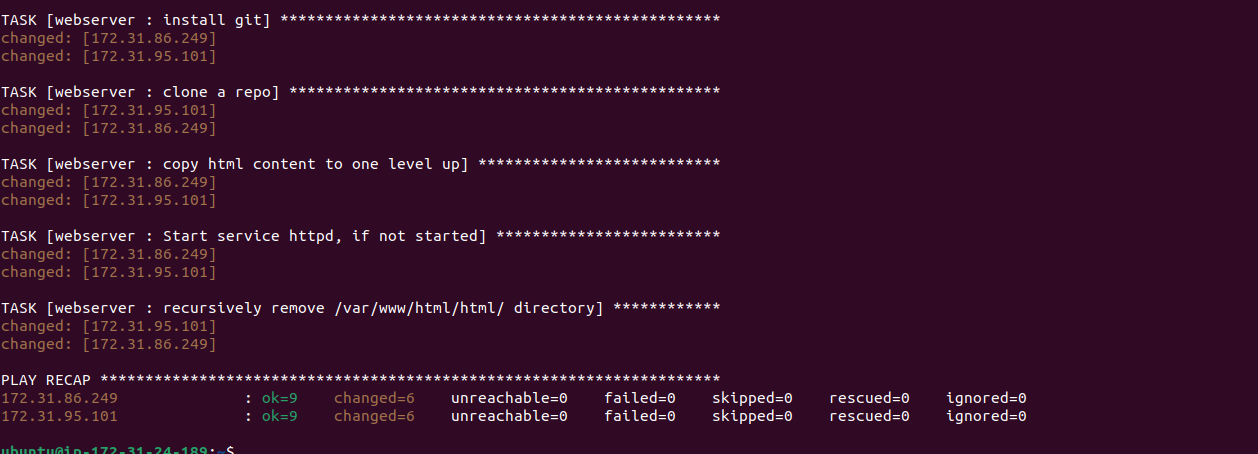 TASK [webserver : install git] *************************************************
changed: [172.31.86.249]
changed: [172.31.95.101]
TASK [webserver : clone a repo] ************************************************
changed: [172.31.95.101]
changed: [172.31.86.249]
TASK [webserver : copy html content to one level up] ***************************
changed: [172.31.86.249]
changed: [172.31.95.101]
TASK [webserver : Start service httpd, if not started] *************************
changed: [172.31.86.249]
changed: [172.31.95.101]
TASK [webserver : recursively remove /var/www/html/html/ directory] ************
changed: [172.31.95.101]
changed: [172.31.86.249]
PLAY RECAP *********************************************************************
172.31.86.249              : ok=9    changed=6    unreachable=0    failed=0    skipped=0    rescued=0    ignored=0
172.31.95.101              : ok=9    changed=6    unreachable=0    failed=0    skipped=0    rescued=0    ignored=0
ubuntu@ip-172-31-24-189:~$